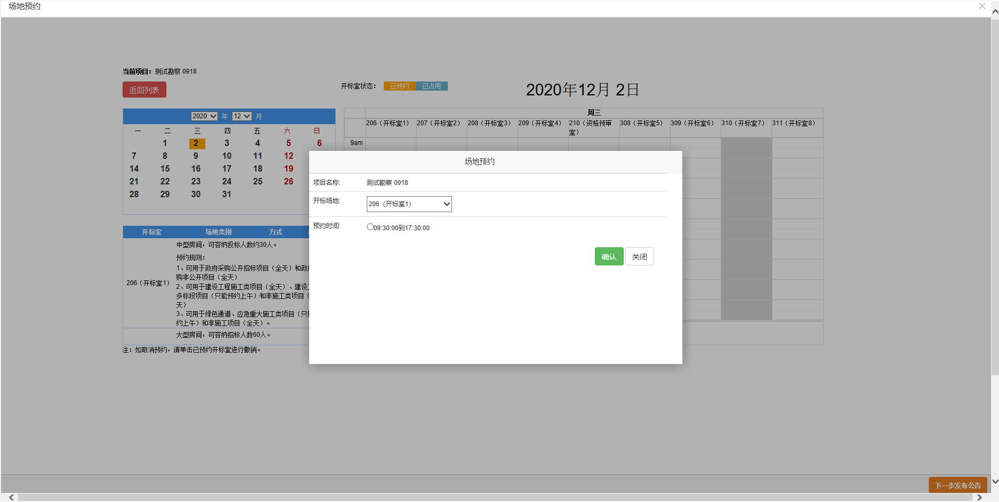 场地预约
当前项目：测试勘察 0918
返回列表
开标室状态：
已预约
已占用
2020年12月 2日
2020 年 12 月
一 二 三 四 五 六 日
1 2 3 4 5 6
7 8 9 10 11 12
14 15 16 17 18 19
21 22 23 24 25 26
28 29 30 31
周三
206（开标室1） 207（开标室2） 208（开标室3） 209（开标室4） 210（资格预审 308（开标室5） 309（开标室6） 310（开标室7） 311（开标室8）
室）
9am
场地预约
项目名称: 测试勘察 0918
开标场地: 206（开标室1）
预约时间: 09:30:00到17:30:00
确认 关闭
开标室 场地类别 方式
206（开标室1）
中型房间，可容纳投标人数约30人。
预约规则：
1、可用于政府采购公开招标项目（全天）和政
购非公开项目（全天）
2、可用于建设工程施工类项目（全天）、建设
多标段项目（只能预约上午）和非施工类项目（
天）
3、可用于绿色通道、应急重大施工类项目（只
约上午）和非施工项目（全天）。
大型房间，可容纳招标人数60人。
注：如取消预约，请单击已预约开标室进行撤销。
下一步发布公告